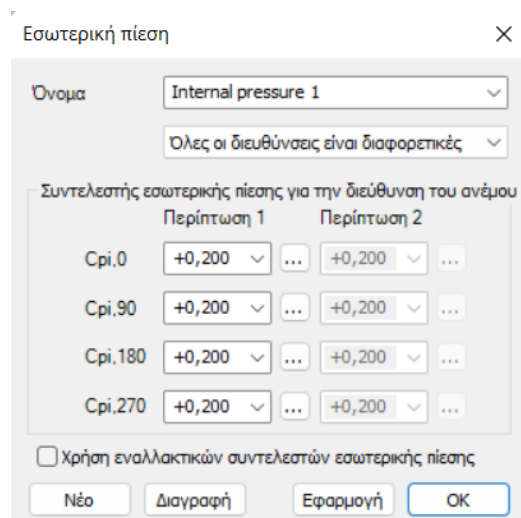 Εσωτερική πίεση
Όνομα Internal pressure 1
Όλες οι διευθύνσεις είναι διαφορετικές
Συντελεστής εσωτερικής πίεσης για την διεύθυνση του ανέμου
Περίπτωση 1 Περίπτωση 2
Cpi,0 +0,200 ... +0,200 ...
Cpi,90 +0,200 ... +0,200 ...
Cpi,180 +0,200 ... +0,200 ...
Cpi,270 +0,200 ... +0,200 ...
Χρήση εναλλακτικών συντελεστών εσωτερικής πίεσης
Νέο Διαγραφή Εφαρμογή OK